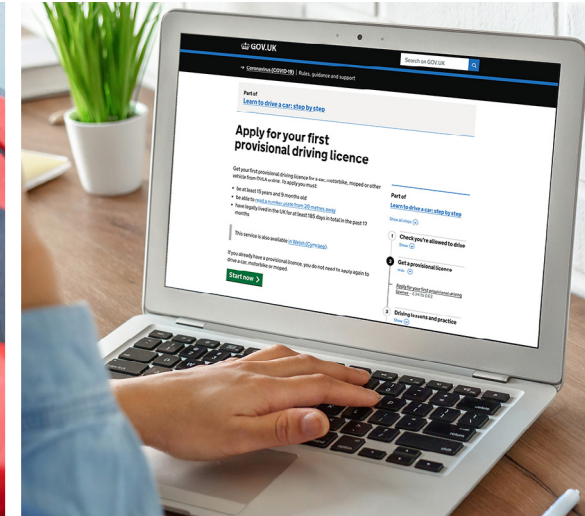 GOV.UK
Search on GOV.UK
→ Coronavirus (COVID-19) | Rules, guidance and support
Part of
Learn to drive a car: step by step
Apply for your first
provisional driving licence
Get your first provisional driving licence for a car, motorbike, moped or other
vehicle from DVLA online. To apply you must:
• be at least 15 years and 9 months old
• be able to read a number plate from 20 metres away
• have legally lived in the UK for at least 185 days in total in the past 12
months
This service is also available in Welsh (Cymraeg).
If you already have a provisional licence, you do not need to apply again to
drive a car, motorbike or moped.
Start now >
Part of
Learn to drive a car: step by step
Show all steps
1 Check you're allowed to drive
Show
2 Get a provisional licence
Hide
Apply for your first provisional driving
licence £34 to £43
3 Driving lessons and practice
Show
command
option
return
shift